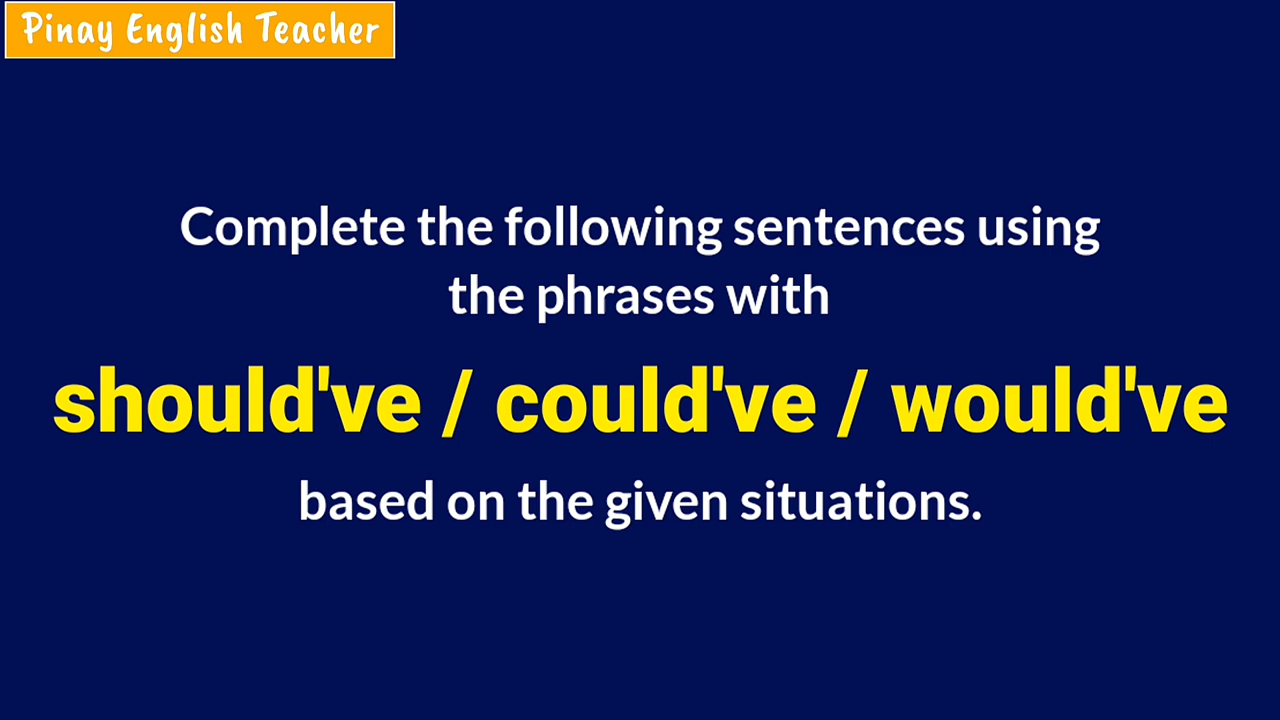 Pinay English Teacher
Complete the following sentences using
the phrases with
should've / could've / would've
based on the given situations.